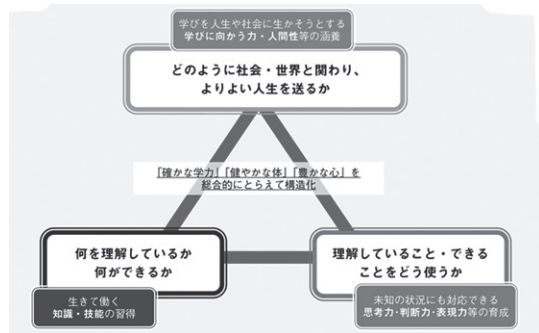 学びを人生や社会に生かそうとする
学びに向かう力・人間性等の涵養
どのように社会・世界と関わり、
よりよい人生を送るか
「確かな学力」「健やかな体」「豊かな心」を
総合的にとらえて構造化
何を理解しているか
何ができるか
生きて働く
知識・技能の習得
理解していること・できる
ことをどう使うか
未知の状況にも対応できる
思考力・判断力・表現力等の育成